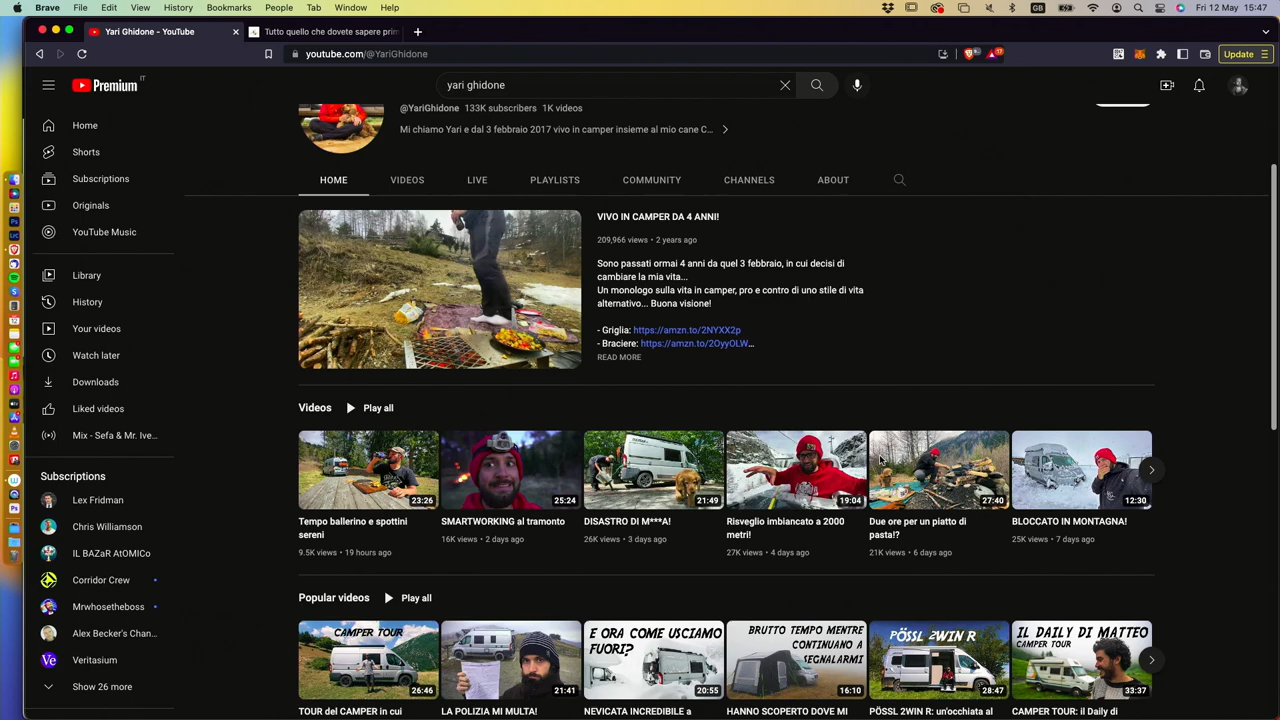 Brave File Edit View History Bookmarks People Tab Window Help GB Fri 12 May 15:47
Yari Ghidone - YouTube Tutto quello che dovete sapere prim
youtube.com/@YariGhidone 17 Update
Premium IT
yari ghidone
@YariGhidone 133K subscribers 1K videos
Mi chiamo Yari e dal 3 febbraio 2017 vivo in camper insieme al mio cane C...
HOME VIDEOS LIVE PLAYLISTS COMMUNITY CHANNELS ABOUT
Home
Shorts
Subscriptions
Originals
YouTube Music
Library
History
Your videos
Watch later
Downloads
Liked videos
Mix - Sefa & Mr. Ive...
Subscriptions
Lex Fridman
Chris Williamson
IL BAZaR AtOMICo
Corridor Crew
Mrwhosetheboss
Alex Becker's Chan...
Veritasium
Show 26 more
VIVO IN CAMPER DA 4 ANNI!
209,966 views • 2 years ago
Sono passati ormai 4 anni da quel 3 febbraio, in cui decisi di
cambiare la mia vita...
Un monologo sulla vita in camper, pro e contro di uno stile di vita
alternativo... Buona visione!
- Griglia: https://amzn.to/2NYXX2p
- Braciere: https://amzn.to/2OyyOLW...
READ MORE
Videos Play all
23:26 25:24 21:49 19:04 27:40 12:30
Tempo ballerino e spottini
sereni
9.5K views • 19 hours ago
SMARTWORKING al tramonto
16K views • 2 days ago
DISASTRO DI M***A!
26K views • 3 days ago
Risveglio imbiancato a 2000
metri!
27K views • 4 days ago
Due ore per un piatto di
pasta!?
21K views • 6 days ago
BLOCCATO IN MONTAGNA!
25K views • 7 days ago
Popular videos Play all
CAMPER TOUR
26:46
21:41
E ORA COME USCIAMO
FUORI?
20:55
BRUTTO TEMPO MENTRE
CONTINUANO A
SEGNALARMI
16:10
PÖSSL 2WIN R
28:47
IL DAILY DI MATTEO
CAMPER TOUR
33:37
TOUR del CAMPER in cui
LA POLIZIA MI MULTA!
NEVICATA INCREDIBILE a
HANNO SCOPERTO DOVE MI
PÖSSL 2WIN R: un'occhiata al
CAMPER TOUR: il Daily di